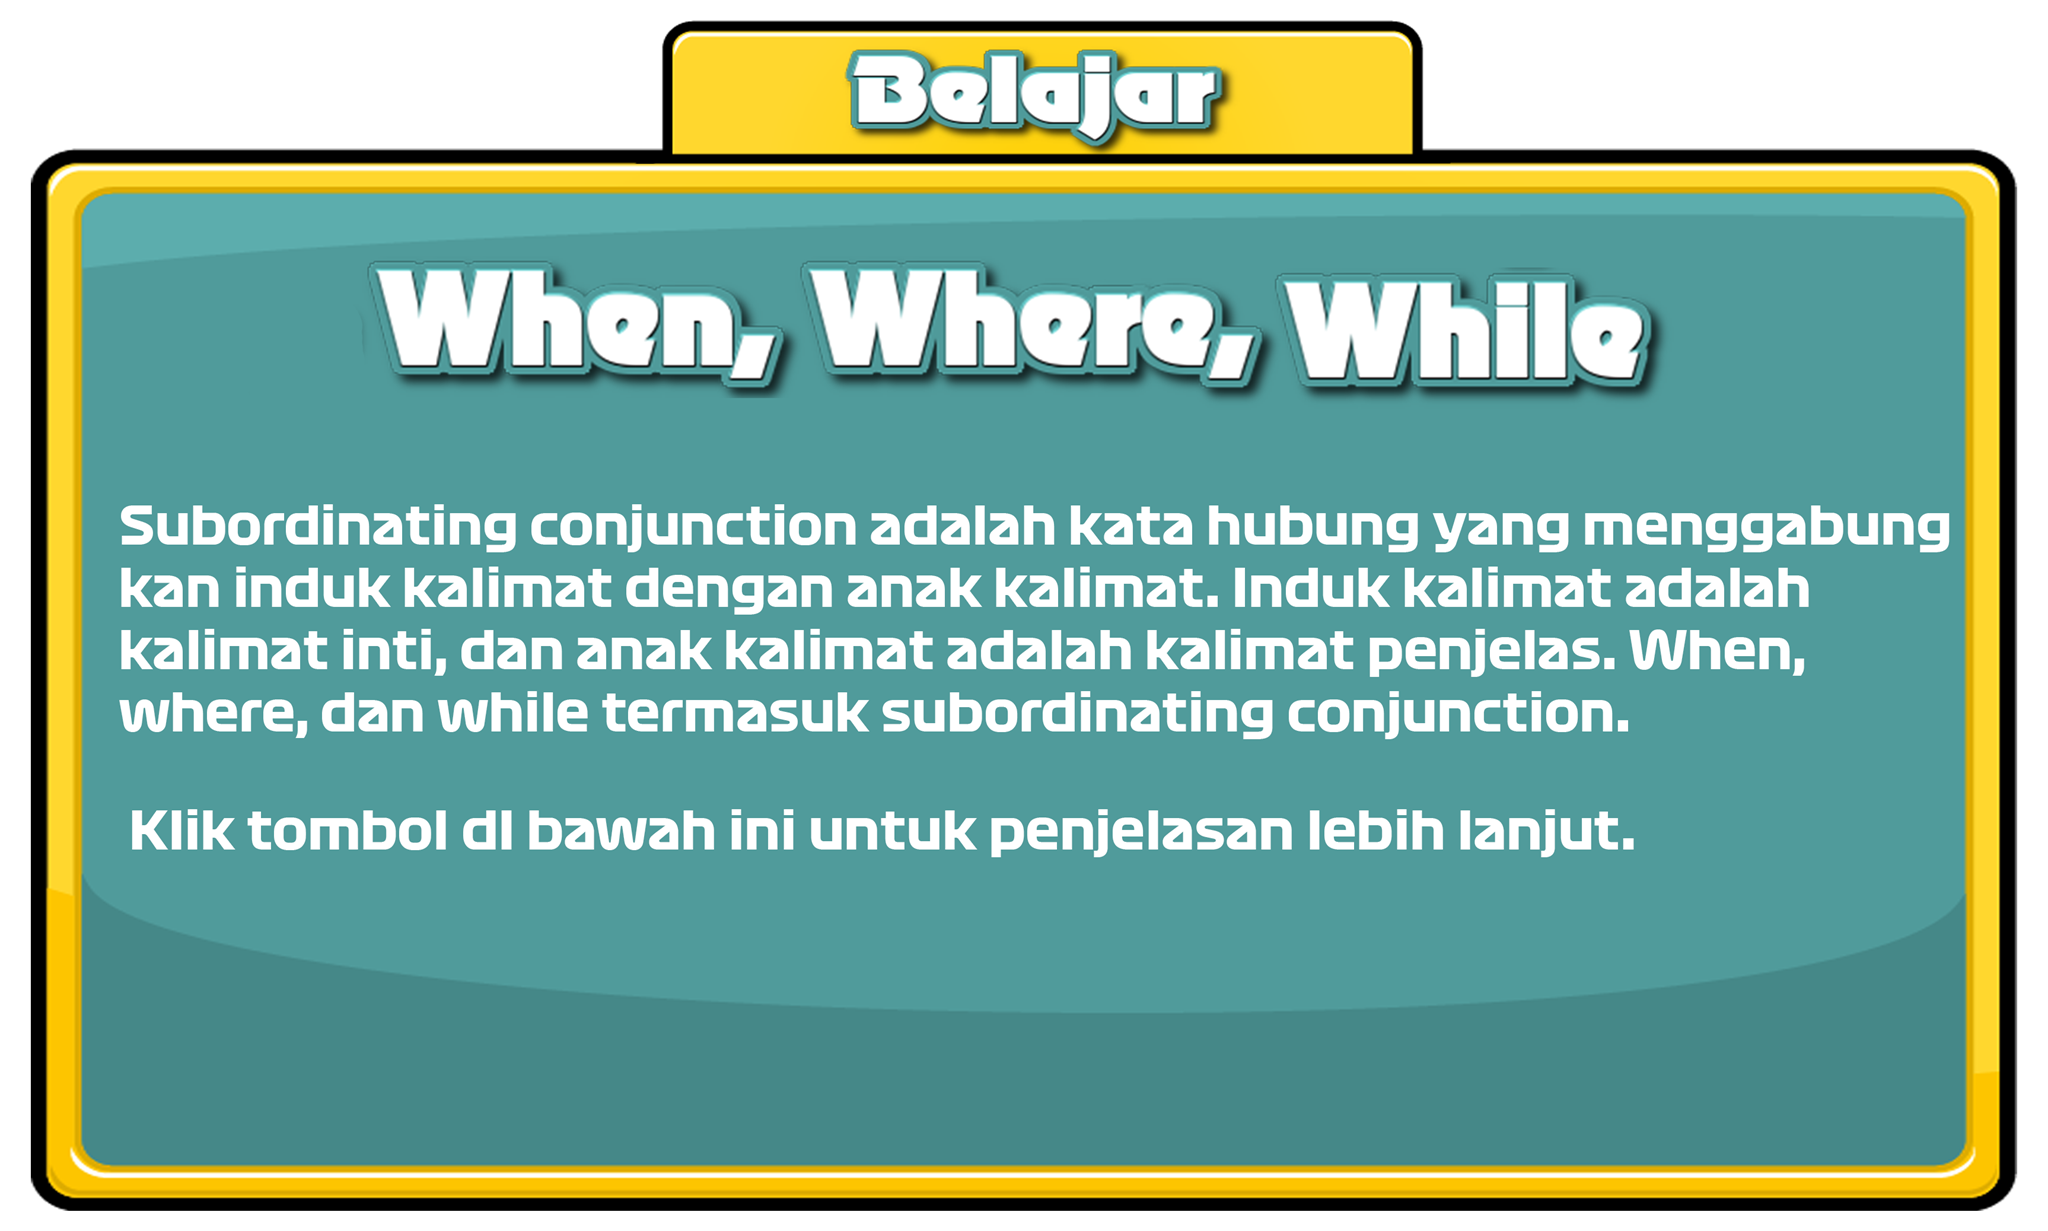 Belajar
When, Where, While
Subordinating conjunction adalah kata hubung yang menggabung
kan induk kalimat dengan anak kalimat. Induk kalimat adalah
kalimat inti, dan anak kalimat adalah kalimat penjelas. When,
where, dan while termasuk subordinating conjunction.
Klik tombol dI bawah ini untuk penjelasan lebih lanjut.